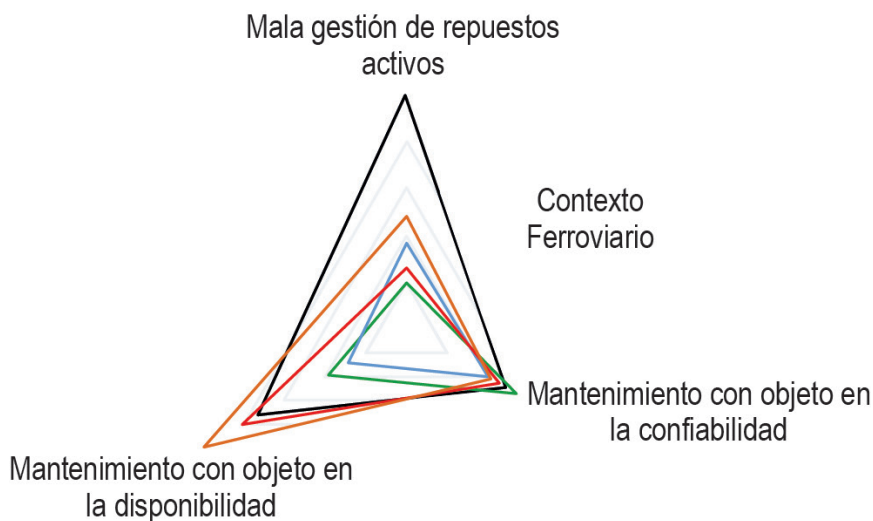 Mala gestión de repuestos
activos
Contexto
Ferroviario
Mantenimiento con objeto en
la confiabilidad
Mantenimiento con objeto en
la disponibilidad